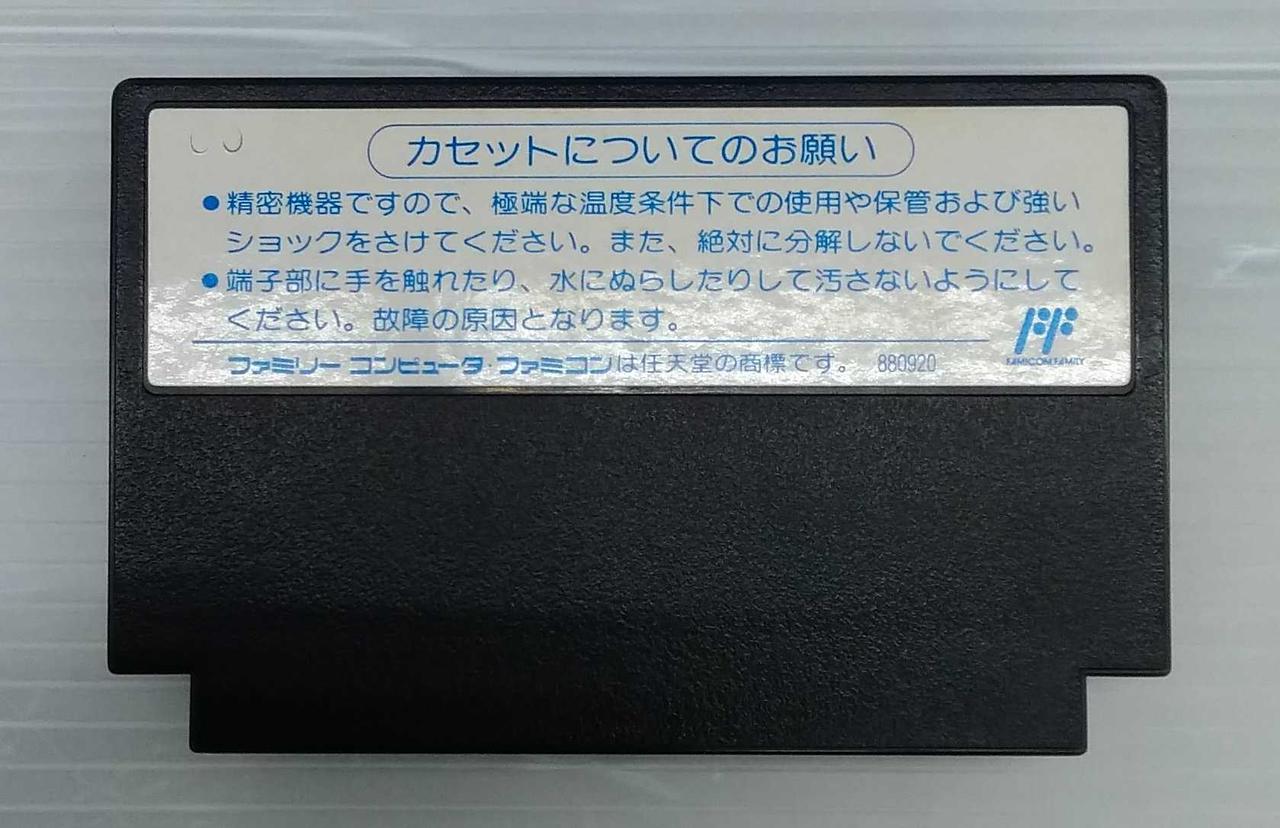 カセットについてのお願い
●精密機器ですので、極端な温度条件下での使用や保管および強い
ショックをさけてください。また、絶対に分解しないでください。
●端子部に手を触れたり、水にぬらしたりして汚さないようにして
ください。故障の原因となります。
FF
FAMICOM FAMILY
ファミリーコンピュータ・ファミコンは任天堂の商標です。 880920